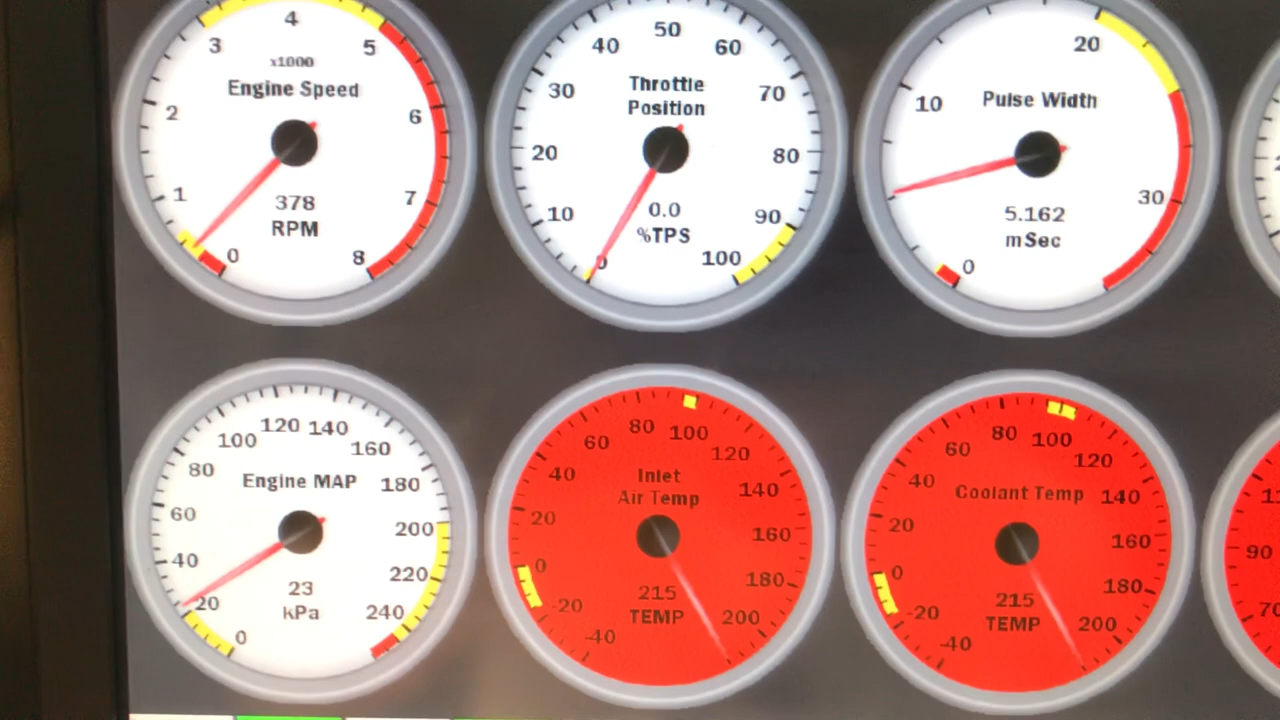 4
3 5
x1000
Engine Speed
2 6
1 7
378
RPM
0 8
50
40 60
Throttle
Position
30 70
20 80
0.0
10 90
%TPS
0 100
20
10 Pulse Width
30
5.162
mSec
0
120 140
100 160
80 Engine MAP 180
60 200
40 220
23
20 kPa 240
0
80 100
60 120
Inlet
40 Air Temp 140
20 160
0 180
215
-20 TEMP 200
-40
80 100
60 120
40 Coolant Temp 140
20 160
0 180
215
-20 TEMP 200
-40
90